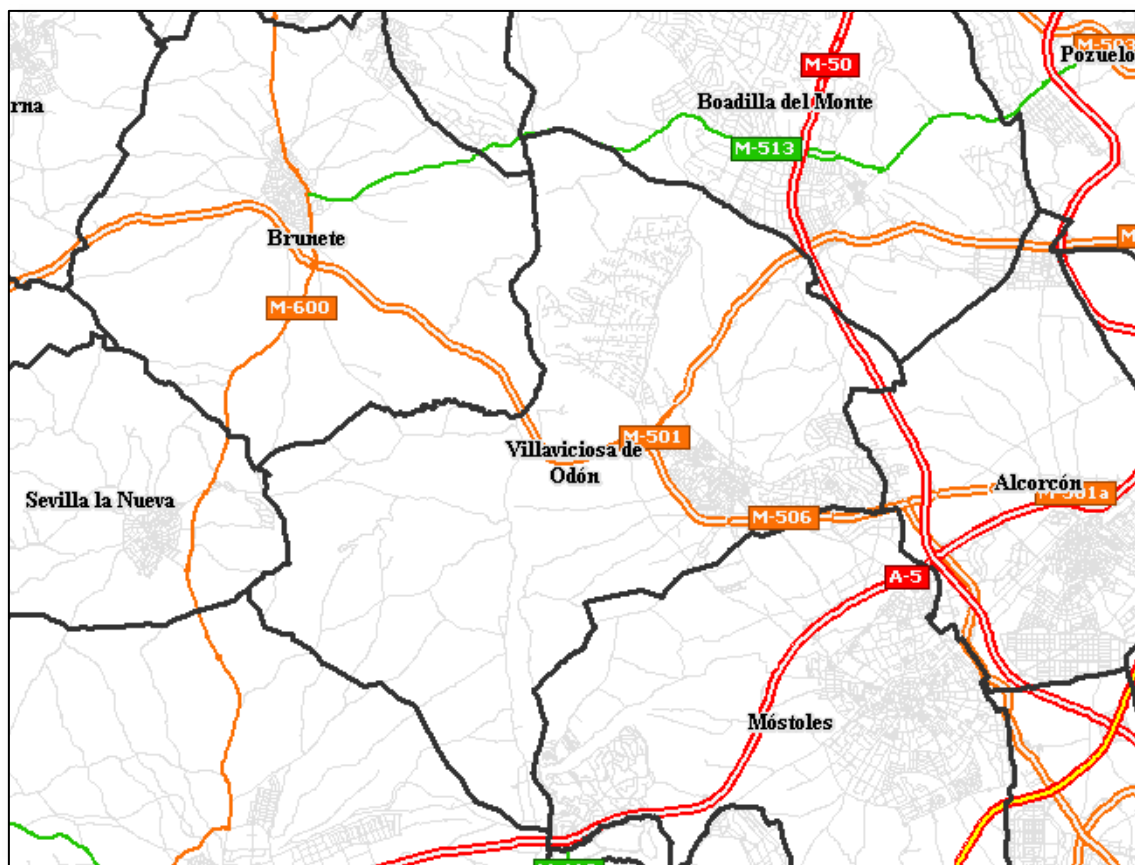 M-50
M-503
Pozuelo
rna
Boadilla del Monte
M-513
Brunete
M-600
M-501
Villaviciosa de
Odón
Sevilla la Nueva
Alcorcón
M-506
A-5
Móstoles